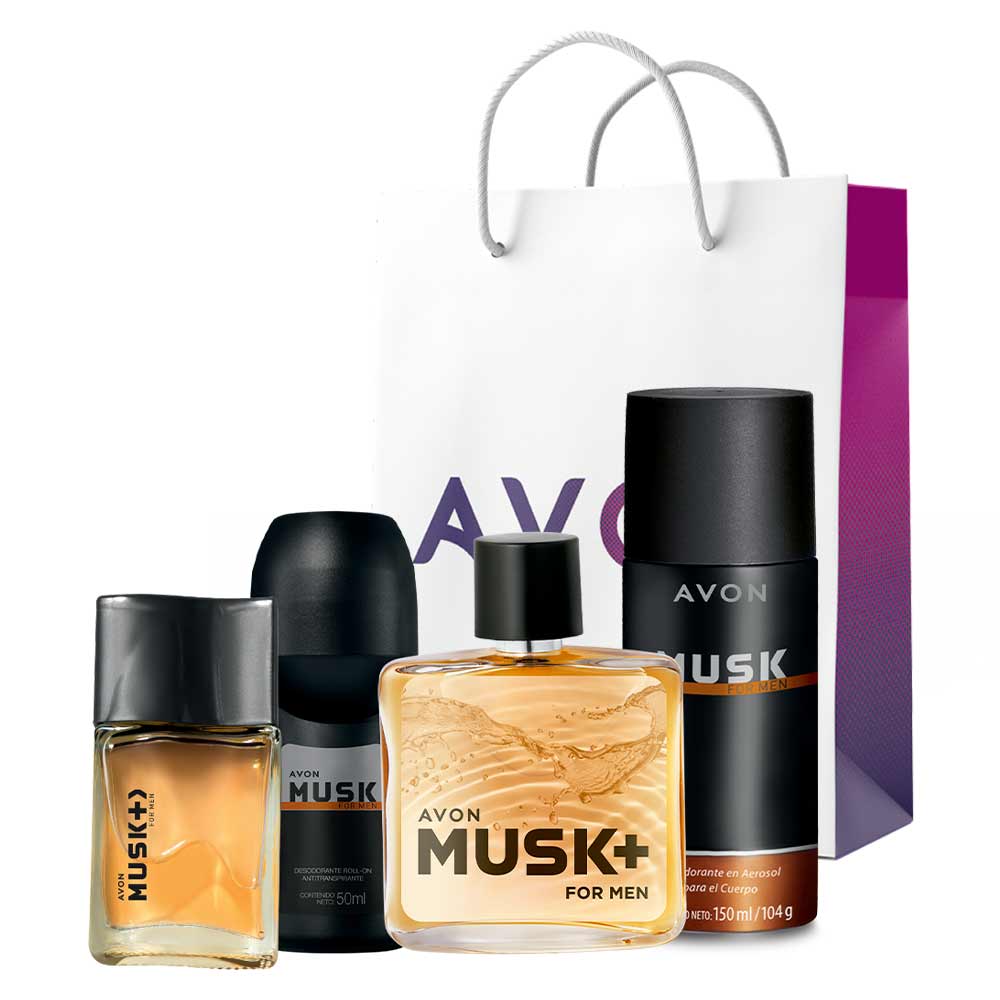 AVO
AVON
MUSK+
FOR MEN
AVON
MUSK
FOR MEN
DESODORANTE ROLL-ON
ANTITRANSPIRANTE
CONTENIDO
NETO: 50ml
AVON
MUSK+
FOR MEN
AVON
MUSK
FOR MEN
dorante en Aerosol
para el Cuerpo
O NETO: 150 ml / 104 g